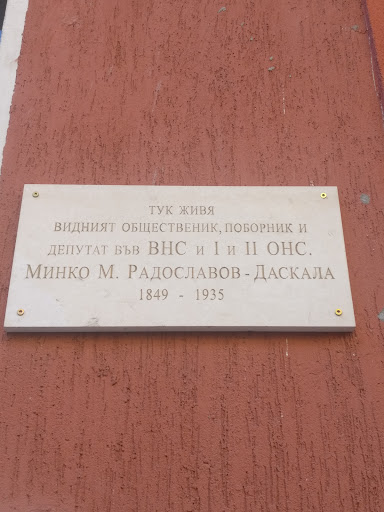 ТУК ЖИВЯ
ВИДНИЯТ ОБЩЕСТВЕНИК, ПОБОРНИК И
ДЕПУТАТ ВЪВ ВНС И I И II ОНС.
МИНКО М. РАДОСЛАВОВ - ДАСКАЛА
1849 - 1935